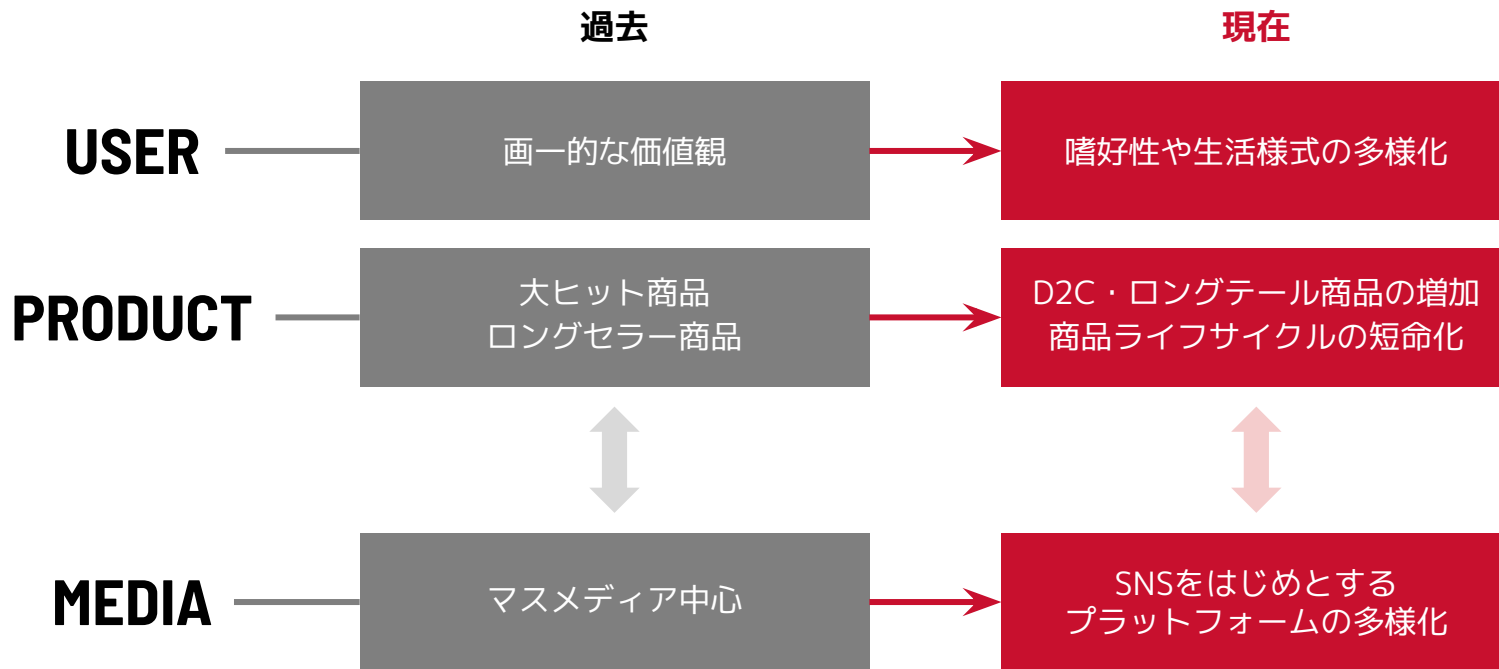 過去
現在
USER
画一的な価値観
嗜好性や生活様式の多様化
PRODUCT
大ヒット商品
ロングセラー商品
D2C・ロングテール商品の増加
商品ライフサイクルの短命化
MEDIA
マスメディア中心
SNSをはじめとする
プラットフォームの多様化